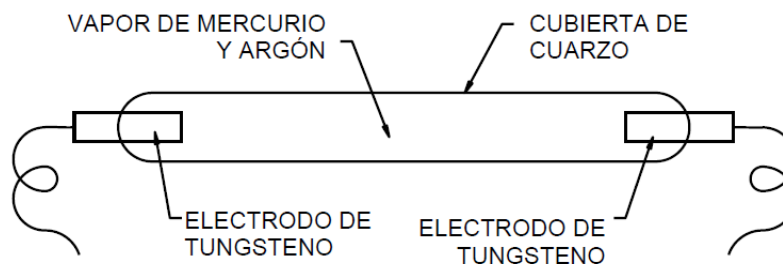 VAPOR DE MERCURIO
Y ARGÓN
CUBIERTA DE
CUARZO
ELECTRODO DE
TUNGSTENO
ELECTRODO DE
TUNGSTENO